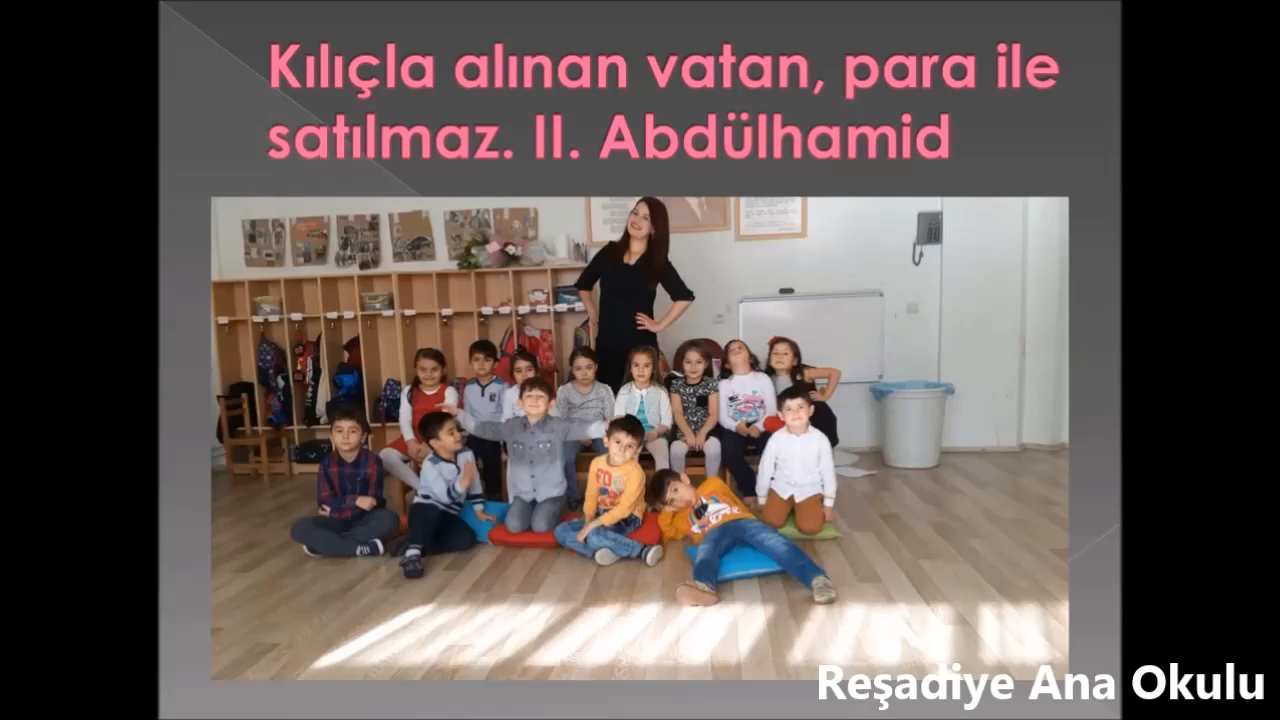 Kılıçla alınan vatan, para ile
satılmaz. II. Abdülhamid
Reşadiye Ana Okulu